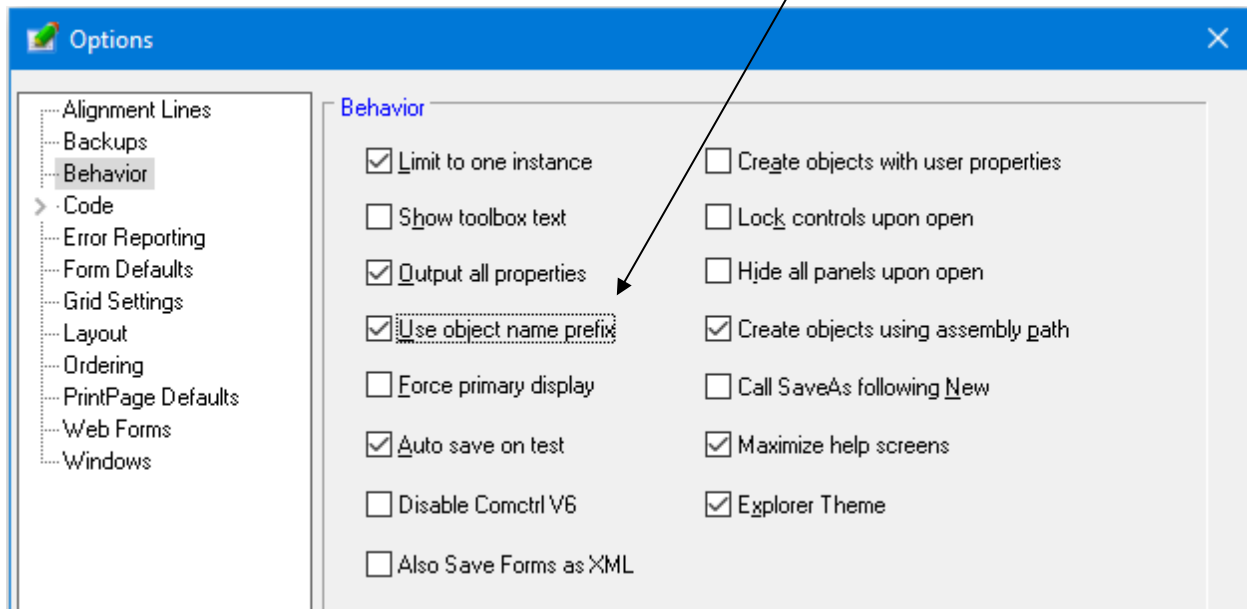 Options
Alignment Lines
Backups
Behavior
Code
Error Reporting
Form Defaults
Grid Settings
Layout
Ordering
PrintPage Defaults
Web Forms
Windows
Behavior
Limit to one instance
Show toolbox text
Output all properties
Use object name prefix
Force primary display
Auto save on test
Disable Comctrl V6
Also Save Forms as XML
Create objects with user properties
Lock controls upon open
Hide all panels upon open
Create objects using assembly path
Call SaveAs following New
Maximize help screens
Explorer Theme